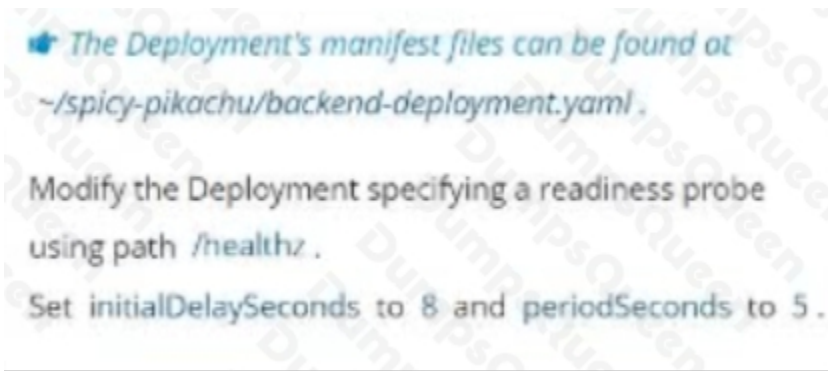 The Deployment's manifest files can be found at
~/spicy-pikachu/backend-deployment.yaml .
Modify the Deployment specifying a readiness probe
using path /healthz .
Set initialDelaySeconds to 8 and periodSeconds to 5 .
DumpsQueen